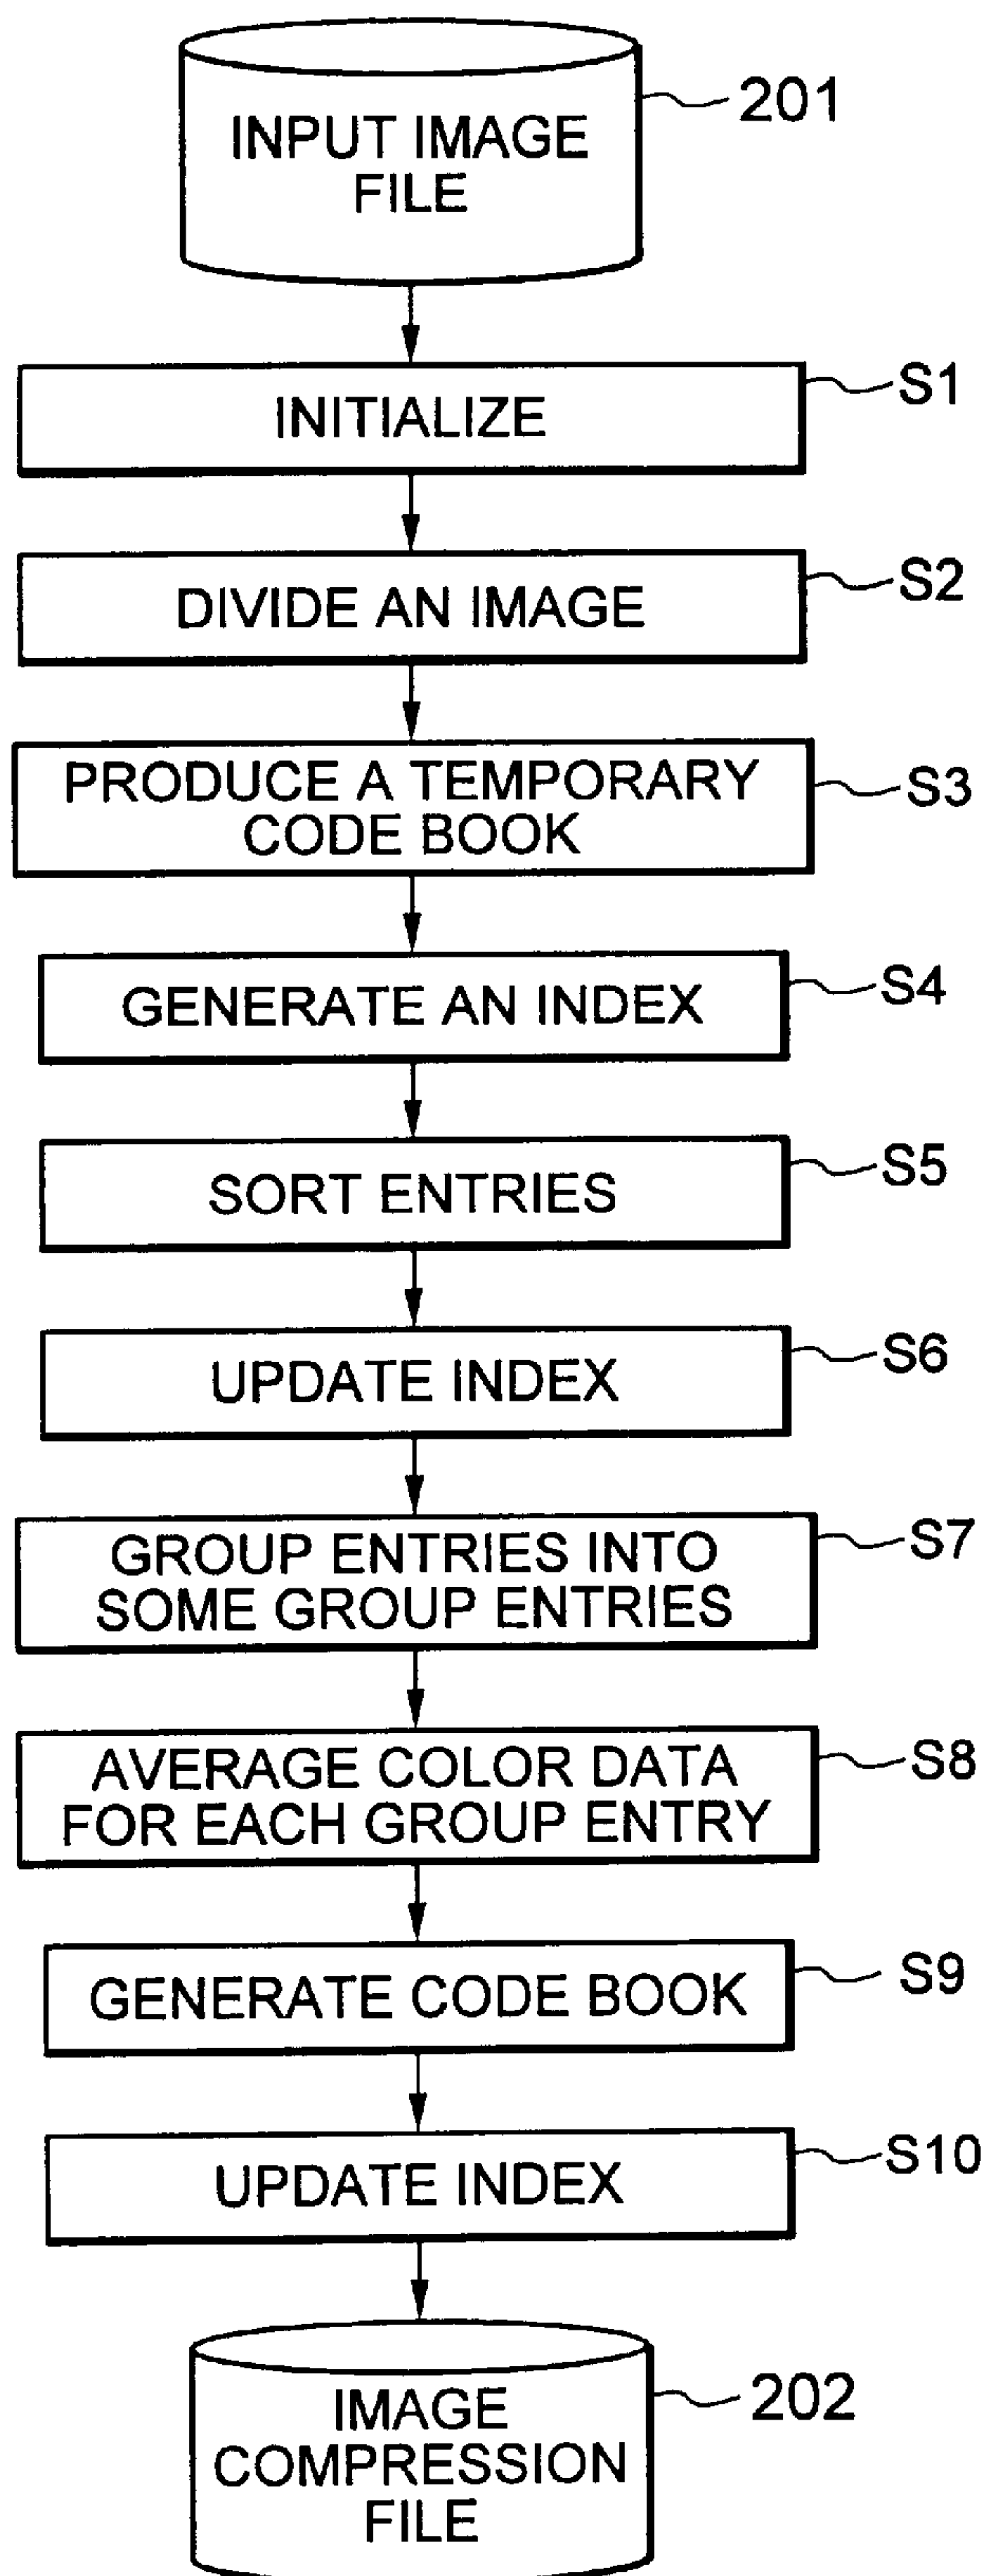 INPUT IMAGE
FILE
201
INITIALIZE
S1
DIVIDE AN IMAGE
S2
PRODUCE A TEMPORARY
CODE BOOK
S3
GENERATE AN INDEX
S4
SORT ENTRIES
S5
UPDATE INDEX
S6
GROUP ENTRIES INTO
SOME GROUP ENTRIES
S7
AVERAGE COLOR DATA
FOR EACH GROUP ENTRY
S8
GENERATE CODE BOOK
S9
UPDATE INDEX
S10
IMAGE
COMPRESSION
FILE
202